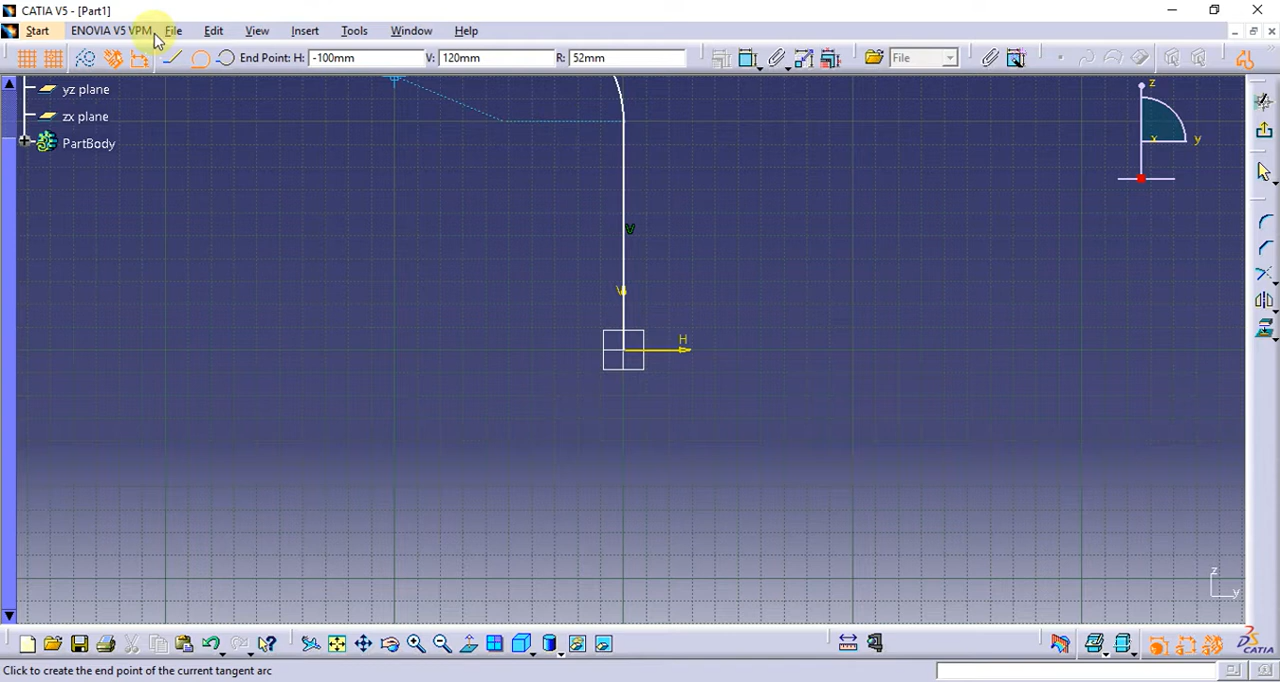 CATIA V5 - [Part1]
Start ENOVIA V5 VPM File Edit View Insert Tools Window Help
End Point: H: -100mm V: 120mm R: 52mm File
yz plane
zx plane
PartBody
z
x
y
V
V
H
z
y
CATIA
Click to create the end point of the current tangent arc